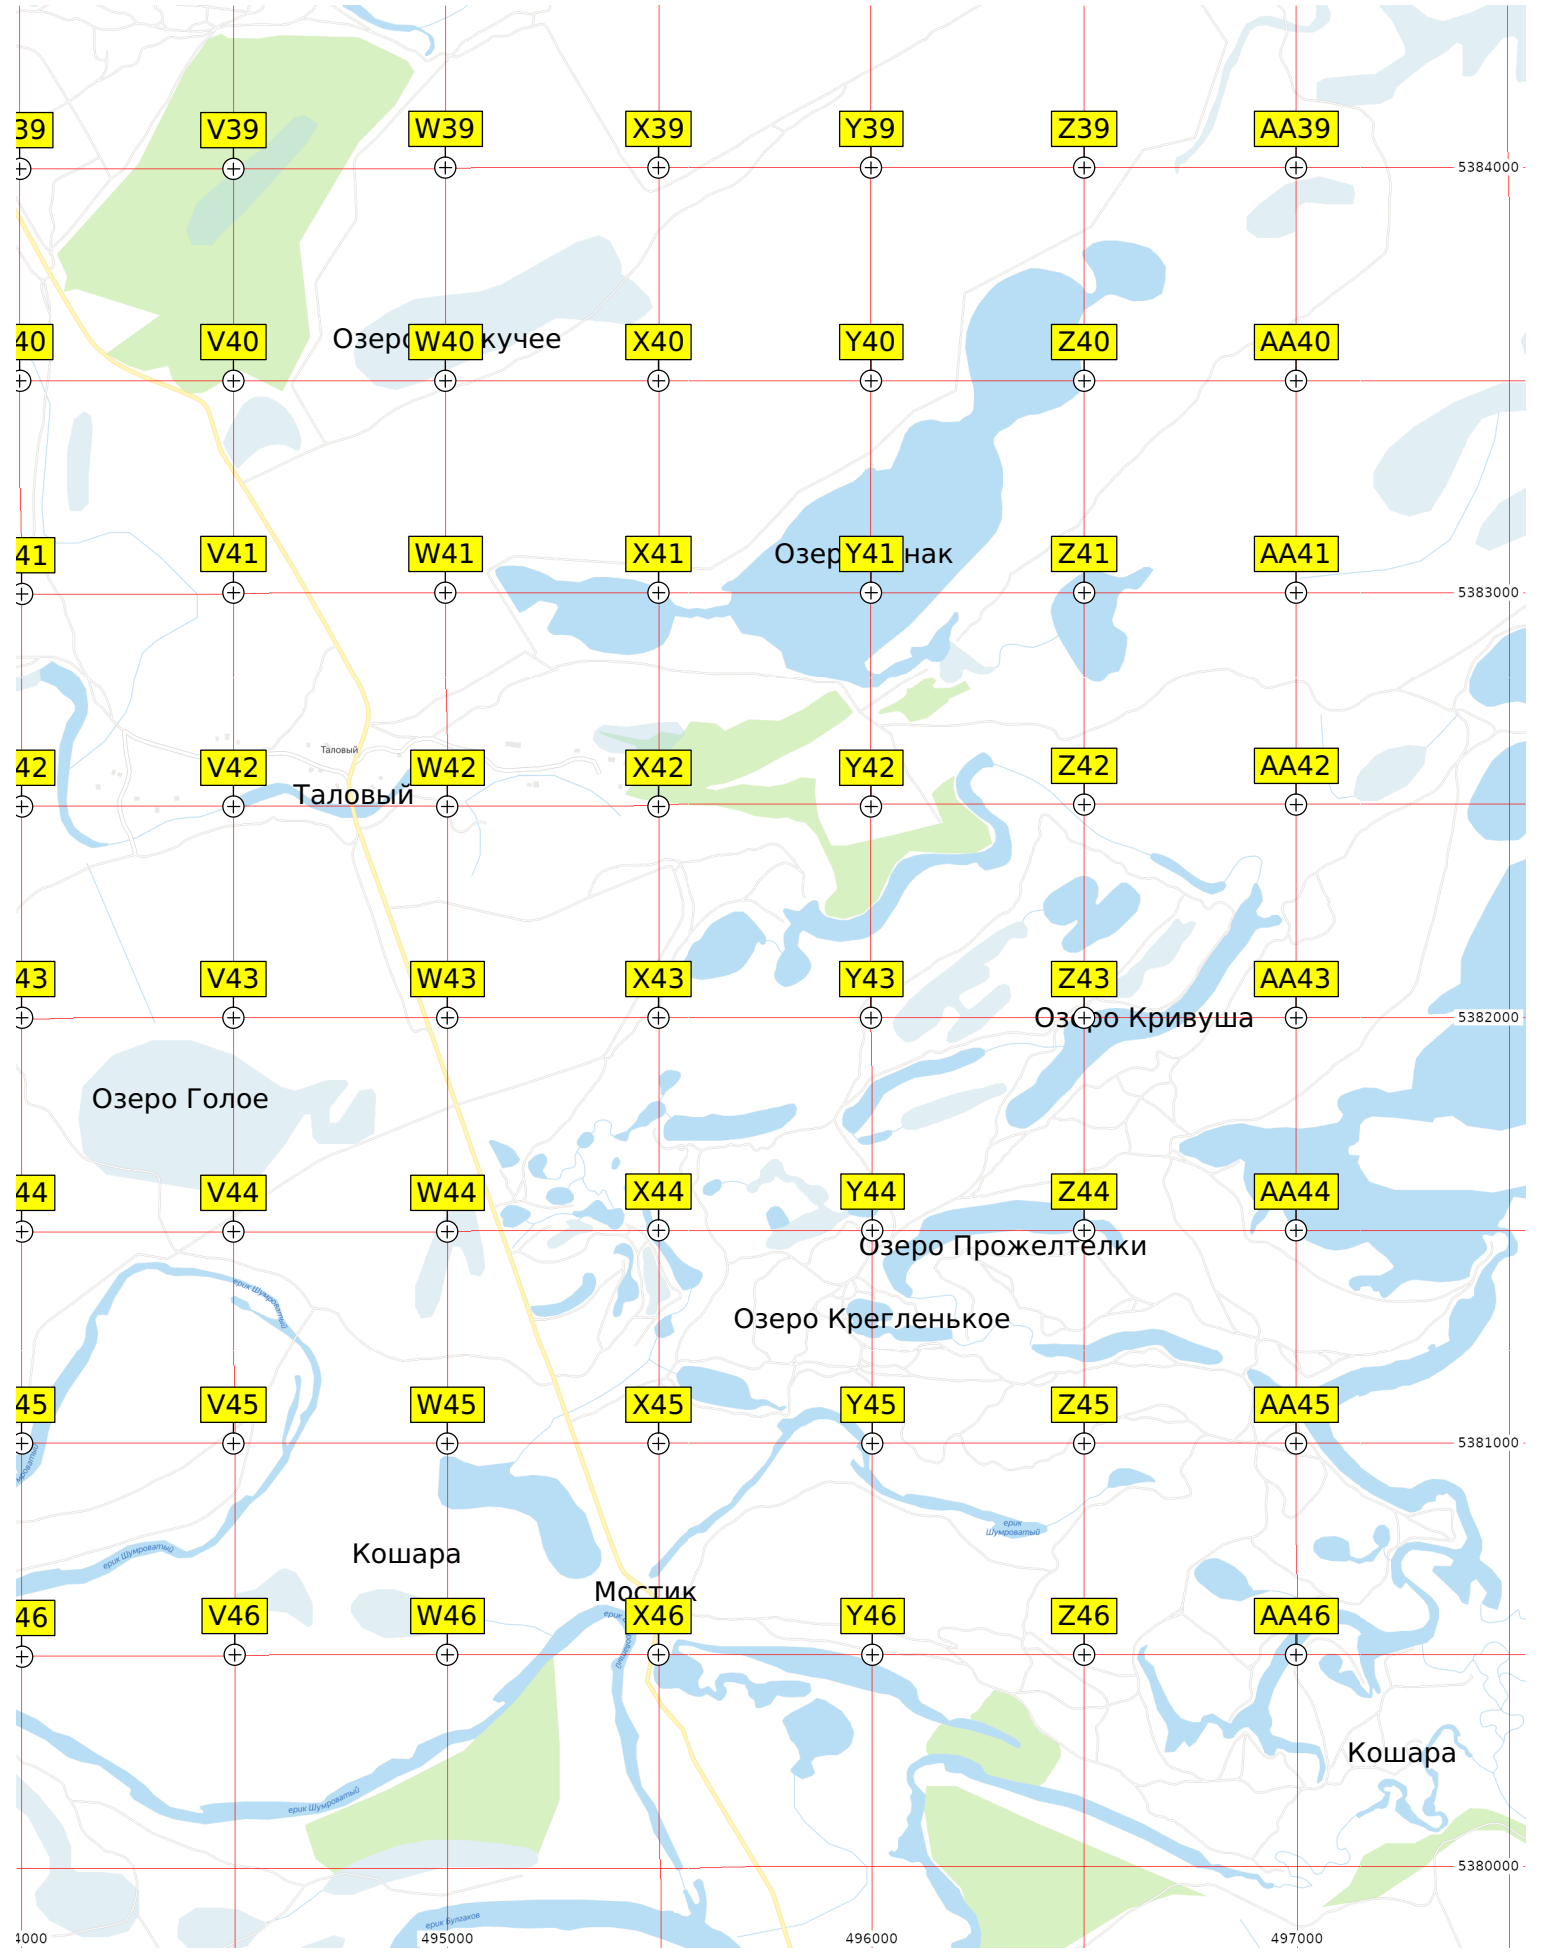 39 V39 W39 X39 Y39 Z39 AA39
5384000
40 V40 W40 X40 Y40 Z40 AA40
41 V41 W41 X41 Y41 Z41 AA41
5383000
Таловый
42 V42 W42 X42 Y42 Z42 AA42
Таловый
43 V43 W43 X43 Y43 Z43 AA43
Озеро Кривуша
5382000
Озеро Голое
44 V44 W44 X44 Y44 Z44 AA44
Озеро Прожелтелки
ерик Шумроватый
Озеро Крегленькое
45 V45 W45 X45 Y45 Z45 AA45
5381000
ерик Шумроватый
ерик Шумроватый
Кошара
Мостик
46 V46 W46 X46 Y46 Z46 AA46
Кошара
ерик Шумроватый
5380000
ерик Булгаков
4000 495000 496000 497000